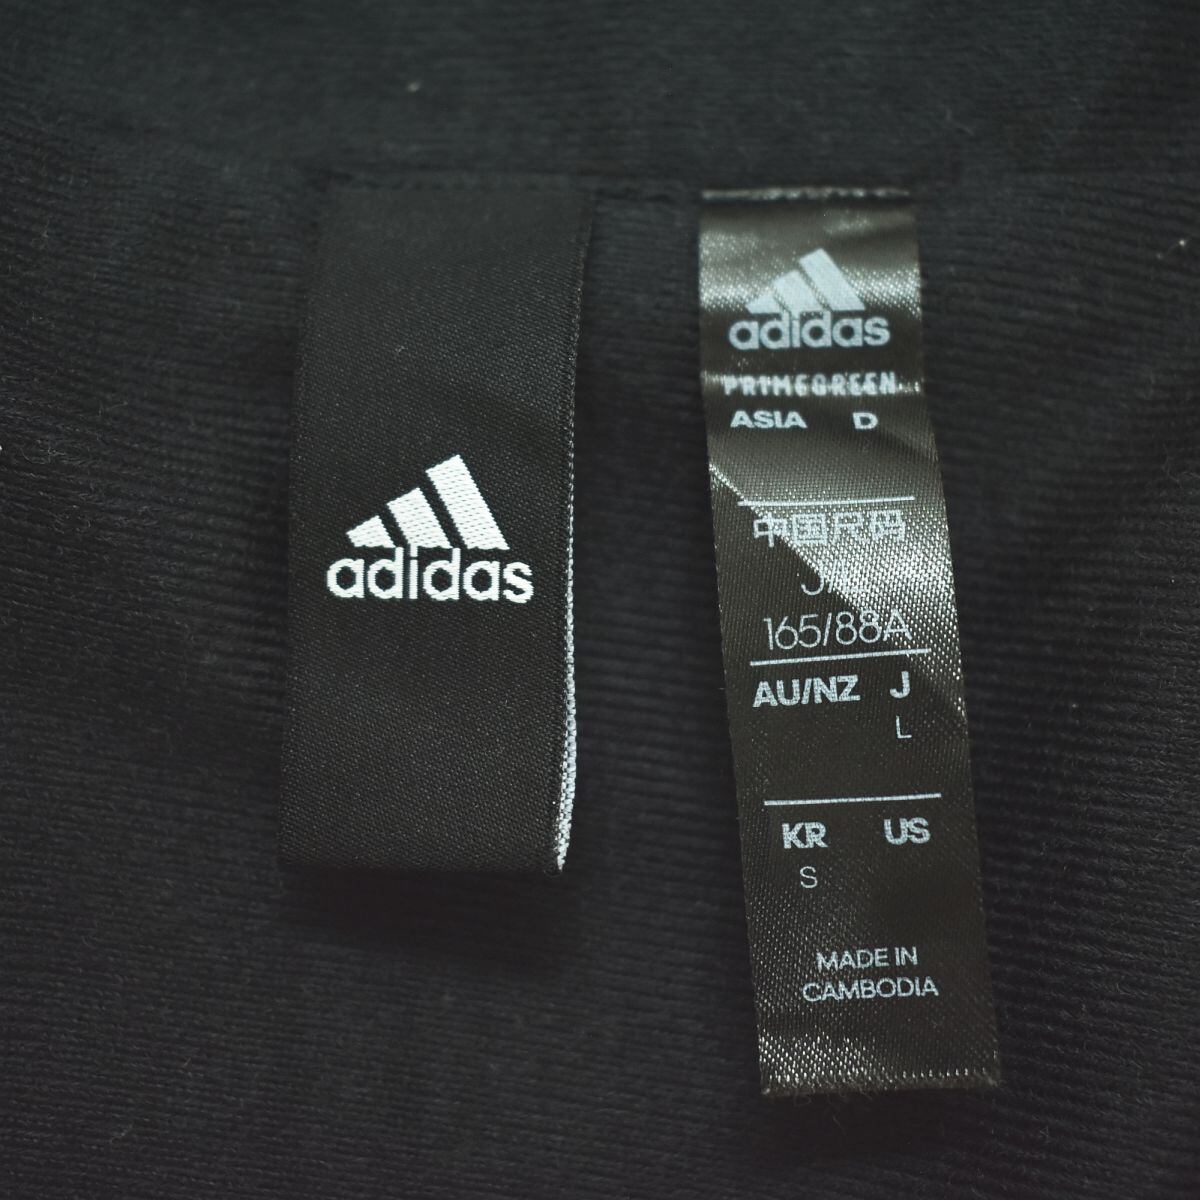 adidas
adidas
PRIMEGREEN
ASIA D
中国尺码
165/88A
AU/NZ J
L
KR US
S
MADE IN
CAMBODIA